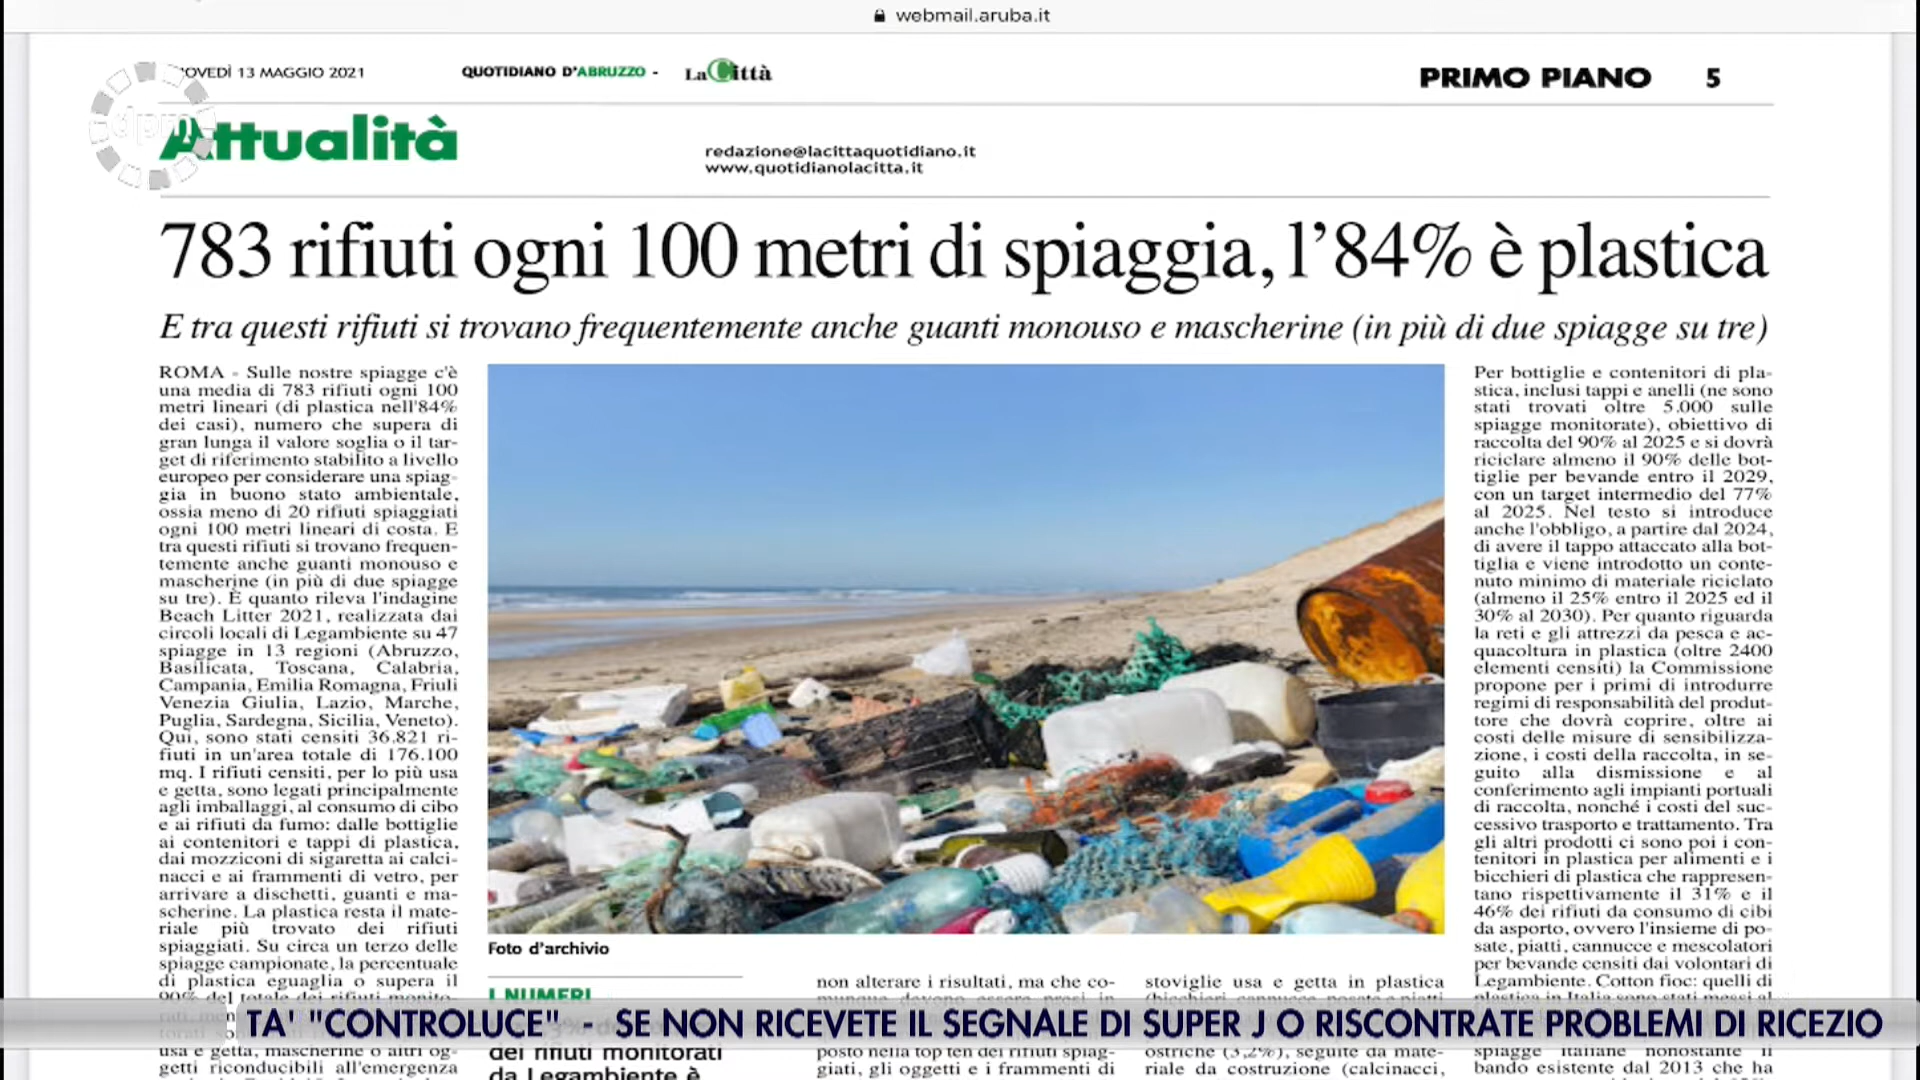 webmail.aruba.it
OVEDÌ 13 MAGGIO 2021
QUOTIDIANO D'ABRUZZO - La Città
PRIMO PIANO 5
dpm
Attualità
redazione@lacittaquotidiano.it
www.quotidianolacitta.it
783 rifiuti ogni 100 metri di spiaggia, l'84% è plastica
E tra questi rifiuti si trovano frequentemente anche guanti monouso e mascherine (in più di due spiagge su tre)
ROMA - Sulle nostre spiagge c'è
una media di 783 rifiuti ogni 100
metri lineari (di plastica nell'84%
dei casi), numero che supera di
gran lunga il valore soglia o il tar-
get di riferimento stabilito a livello
europeo per considerare una spiag-
gia in buono stato ambientale,
ossia meno di 20 rifiuti spiaggiati
ogni 100 metri lineari di costa. E
tra questi rifiuti si trovano frequen-
temente anche guanti monouso e
mascherine (in più di due spiagge
su tre). È quanto rileva l'indagine
Beach Litter 2021, realizzata dai
circoli locali di Legambiente su 47
spiagge in 13 regioni (Abruzzo,
Basilicata, Toscana, Calabria,
Campania, Emilia Romagna, Friuli
Venezia Giulia, Lazio, Marche,
Puglia, Sardegna, Sicilia, Veneto).
Qui, sono stati censiti 36.821 ri-
fiuti in un'area totale di 176.100
mq. I rifiuti censiti, per lo più usa
e getta, sono legati principalmente
agli imballaggi, al consumo di cibo
e ai rifiuti da fumo: dalle bottiglie
ai contenitori e tappi di plastica,
dai mozziconi di sigaretta ai calci-
nacci e ai frammenti di vetro, per
arrivare a dischetti, guanti e ma-
scherine. La plastica resta il mate-
riale più trovato dei rifiuti
spiaggiati. Su circa un terzo delle
spiagge campionate, la percentuale
di plastica eguaglia o supera il
90% del totale dei rifiuti monito-
usa e getta, mascherine o altri og-
getti riconducibili all'emergenza
Foto d'archivio
I NUMERI
dei rifiuti monitorati
da Legambiente è
non alterare i risultati, ma che co-
munque devono essere presi in
posto nella top ten dei rifiuti spiag-
giati, gli oggetti e i frammenti di
stoviglie usa e getta in plastica
(bicchieri, cannucce, posate e piatti
ostriche (3,2%), seguite da mate-
riale da costruzione (calcinacci,
Per bottiglie e contenitori di pla-
stica, inclusi tappi e anelli (ne sono
stati trovati oltre 5.000 sulle
spiagge monitorate), obiettivo di
raccolta del 90% al 2025 e si dovrà
riciclare almeno il 90% delle bot-
tiglie per bevande entro il 2029,
con un target intermedio del 77%
al 2025. Nel testo si introduce
anche l'obbligo, a partire dal 2024,
di avere il tappo attaccato alla bot-
tiglia e viene introdotto un conte-
nuto minimo di materiale riciclato
(almeno il 25% entro il 2025 ed il
30% al 2030). Per quanto riguarda
la reti e gli attrezzi da pesca e ac-
quacoltura in plastica (oltre 2400
elementi censiti) la Commissione
propone per i primi di introdurre
regimi di responsabilità del produt-
tore che dovrà coprire, oltre ai
costi delle misure di sensibilizza-
zione, i costi della raccolta, in se-
guito alla dismissione e al
conferimento agli impianti portuali
di raccolta, nonché i costi del suc-
cessivo trasporto e trattamento. Tra
gli altri prodotti ci sono poi i con-
tenitori in plastica per alimenti e i
bicchieri di plastica che rappresen-
tano rispettivamente il 31% e il
46% dei rifiuti da consumo di cibi
da asporto, ovvero l'insieme di po-
sate, piatti, cannucce e mescolatori
per bevande censiti dai volontari di
Legambiente. Cotton fioc: quelli di
plastica in Italia sono stati messi al
spiagge italiane nonostante il
bando esistente dal 2013 che ha
TA' "CONTROLUCE" - SE NON RICEVETE IL SEGNALE DI SUPER J O RISCONTRATE PROBLEMI DI RICEZIO